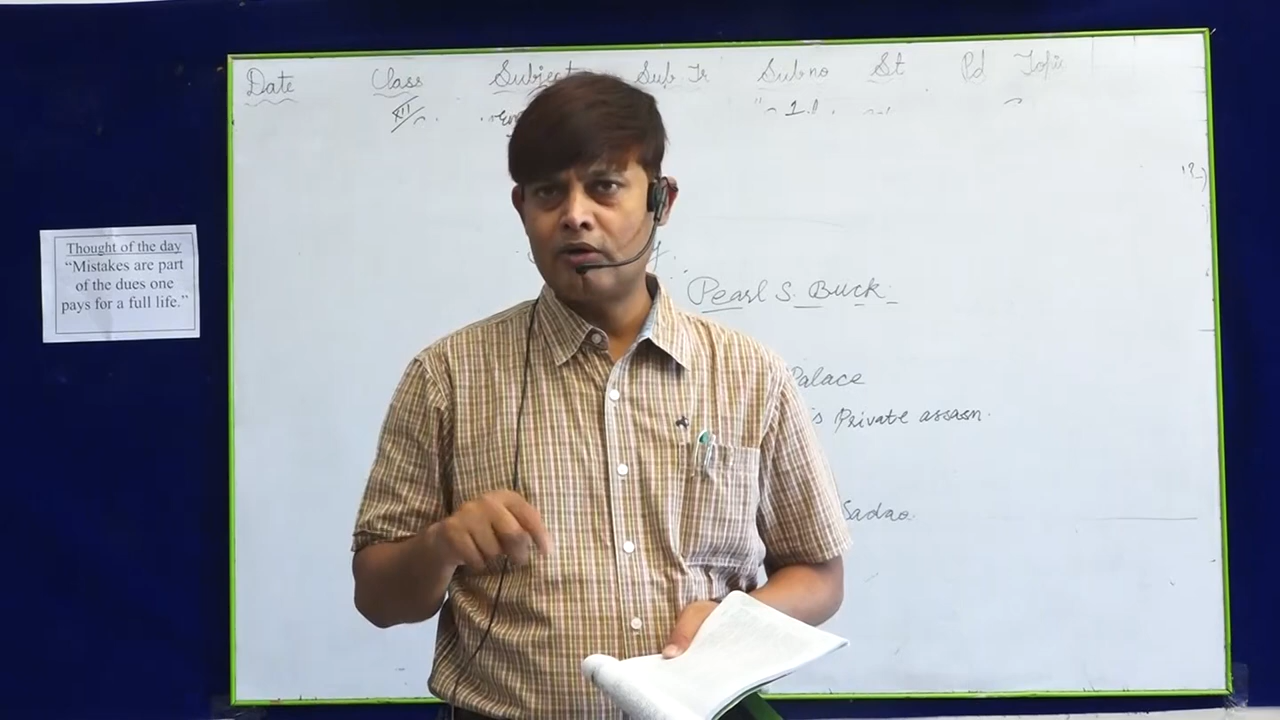 Date Class Subject Sub Tr Sub no St Pd Topic
XII
Thought of the day
"Mistakes are part
of the dues one
pays for a full life."
Pearl S. Buck
Palace
is Private assasn.
Sadao.